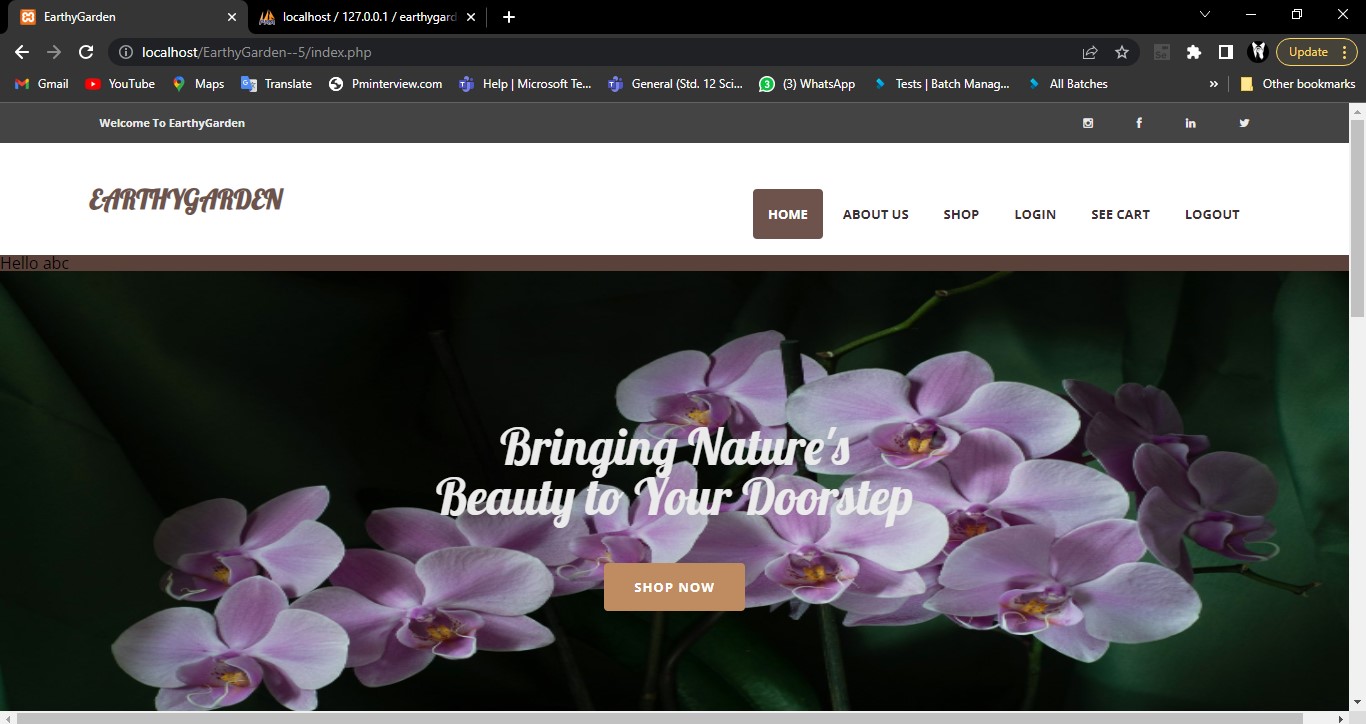 EarthyGarden
localhost / 127.0.0.1 / earthygard
localhost/EarthyGarden--5/index.php
Update
Gmail YouTube Maps Translate Pminterview.com Help | Microsoft Te... General (Std. 12 Sci... (3) WhatsApp Tests | Batch Manag... All Batches » Other bookmarks
Welcome To EarthyGarden
EARTHYGARDEN
HOME ABOUT US SHOP LOGIN SEE CART LOGOUT
Hello abc
Bringing Nature's
Beauty to Your Doorstep
SHOP NOW